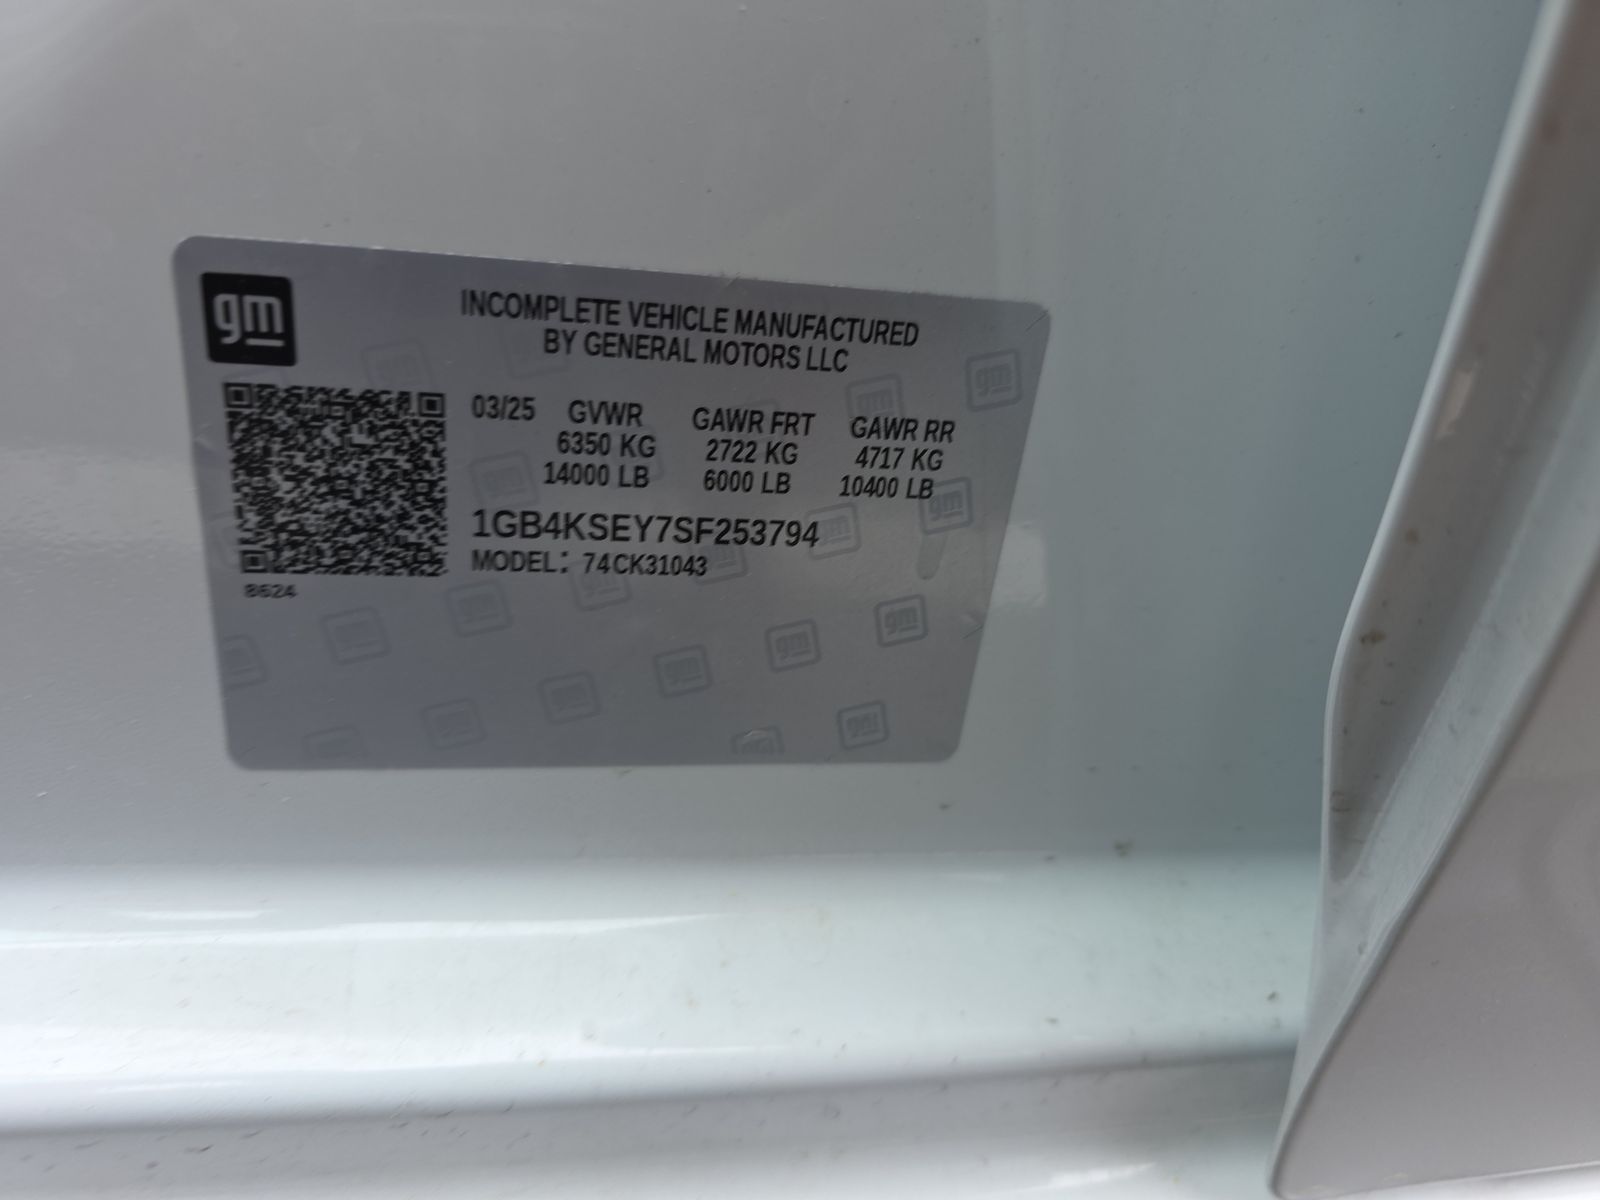 gm
INCOMPLETE VEHICLE MANUFACTURED
BY GENERAL MOTORS LLC
03/25 GVWR GAWR FRT GAWR RR
6350 KG 2722 KG 4717 KG
14000 LB 6000 LB 10400 LB
1GB4KSEY7SF253794
MODEL: 74CK31043
8624